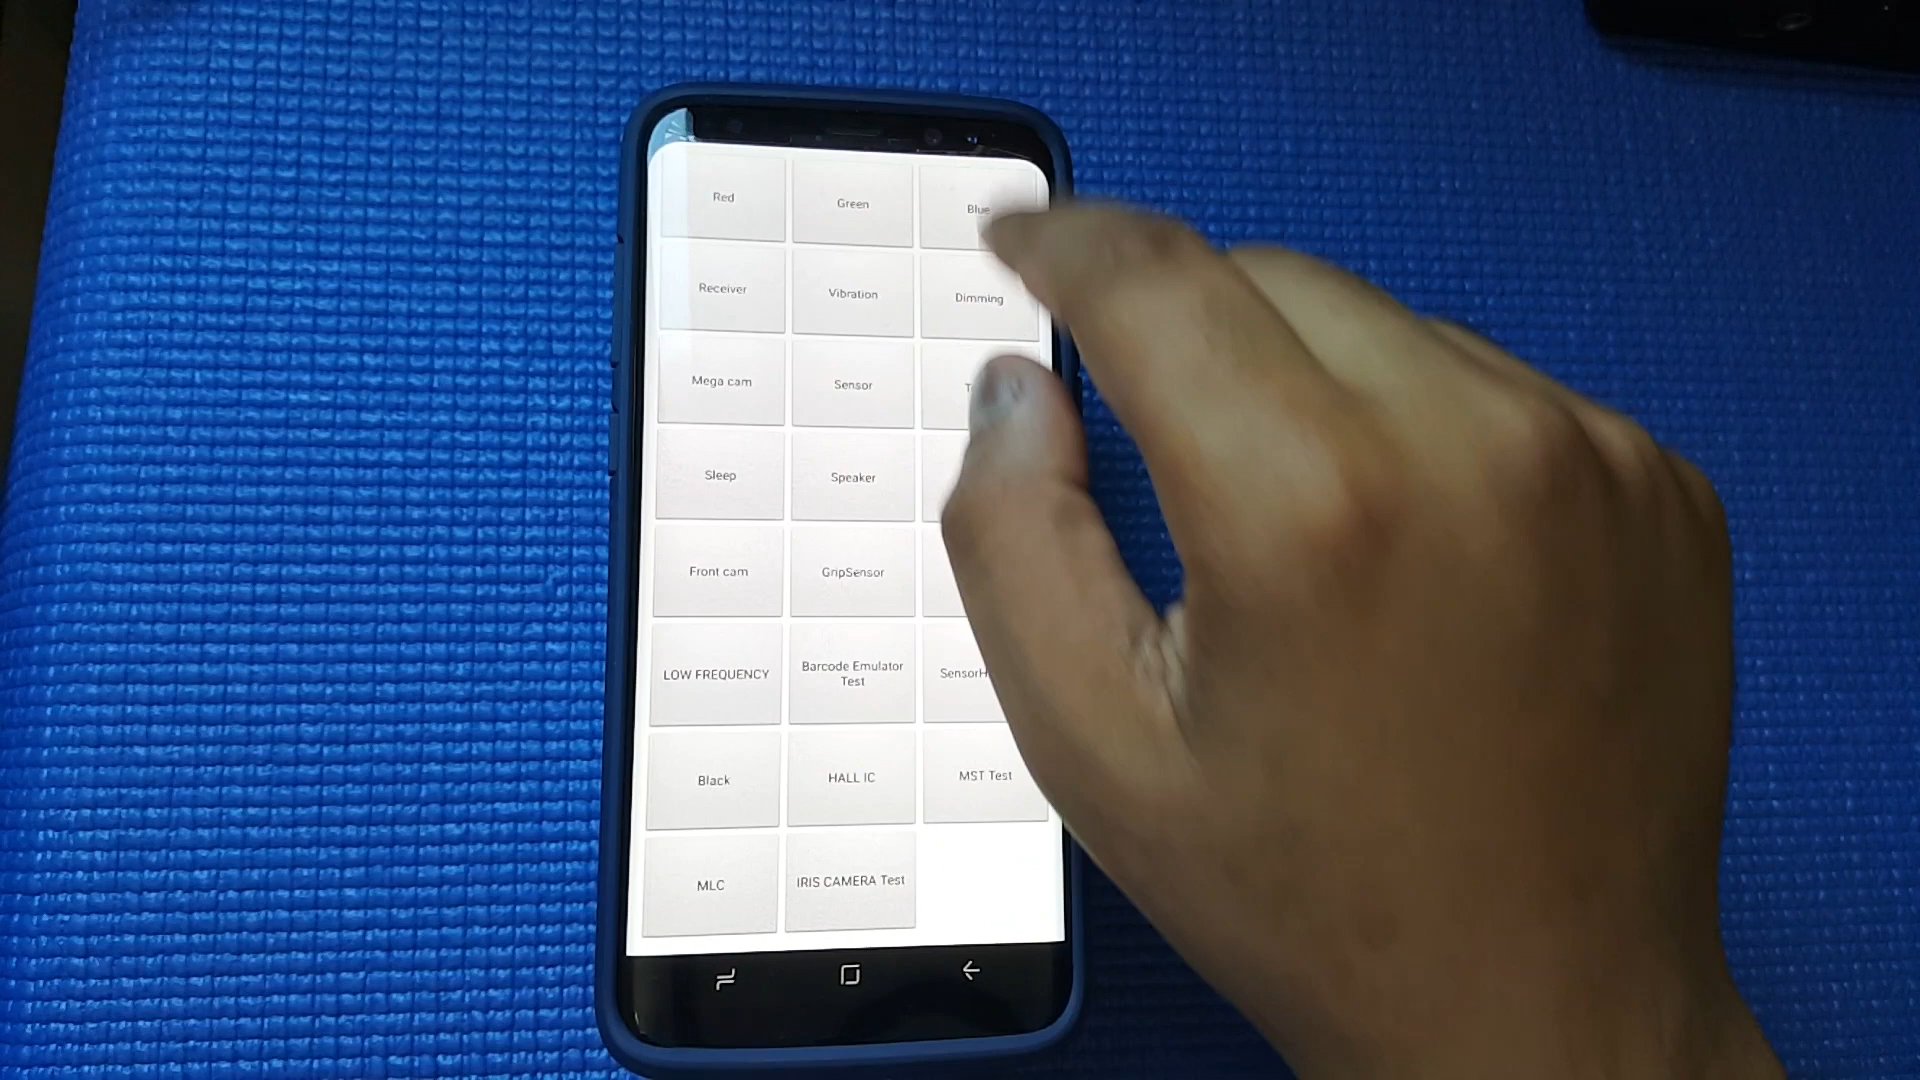 Red
Green
Blue
Receiver
Vibration
Dimming
Mega cam
Sensor
Sleep
Speaker
Front cam
GripSensor
LOW FREQUENCY
Barcode Emulator
Test
Black
HALL IC
MST Test
MLC
IRIS CAMERA Test